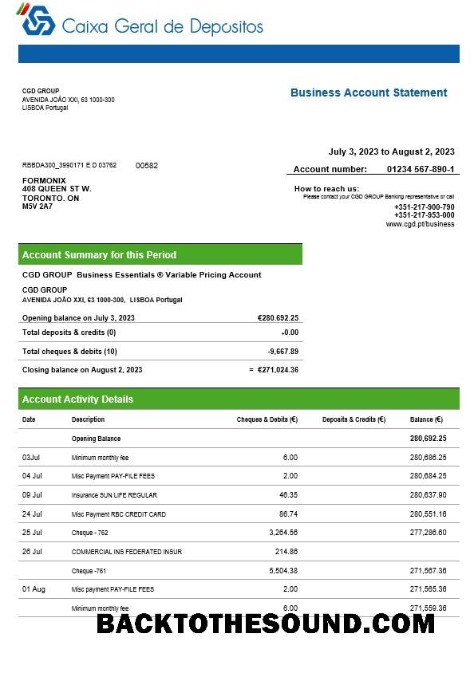 Caixa Geral de Depositos
CGD GROUP
AVENIDA JOÃO XXI, 63 1000-300
LISBOA Portugal
Business Account Statement
July 3, 2023 to August 2, 2023
RBBDA300_3990171 E D 03762 00582
Account number: 01234 567-890-1
FORMONIX
408 QUEEN ST W.
TORONTO. ON
M5V 2A7
How to reach us:
Please contact your CGD GROUP Banking representative or call
+351-217-900-790
+351-217-953-000
www.cgd.pt/business
Account Summary for this Period
CGD GROUP Business Essentials ® Variable Pricing Account
CGD GROUP
AVENIDA JOÃO XXI, 63 1000-300, LISBOA Portugal
Opening balance on July 3, 2023 €280.692.25
Total deposits & credits (0) -0.00
Total cheques & debits (10) -9,667.89
Closing balance on August 2, 2023 = €271,024.36
Account Activity Details
Date Description Cheques & Debits (€) Deposits & Credits (€) Balance (€)
Opening Balance 280,692.25
03Jul Minimum monthly fee 6.00 280,686.25
04 Jul Misc Payment PAY-FILE FEES 2.00 280,684.25
09 Jul Insurance SUN LIFE REGULAR 46.35 280,637.90
24 Jul Misc Payment RBC CREDIT CARD 86.74 280,551.16
25 Jul Cheque - 762 3,264.56 277,286.60
26 Jul COMMERCIAL INS FEDERATED INSUR 214.86
Cheque -761 5,504.38 271,567.36
01 Aug Misc payment PAY-FILE FEES 2.00 271,565.36
Minimum monthly fee 6.00 271,559.36
BACKTOTHESOUND.COM